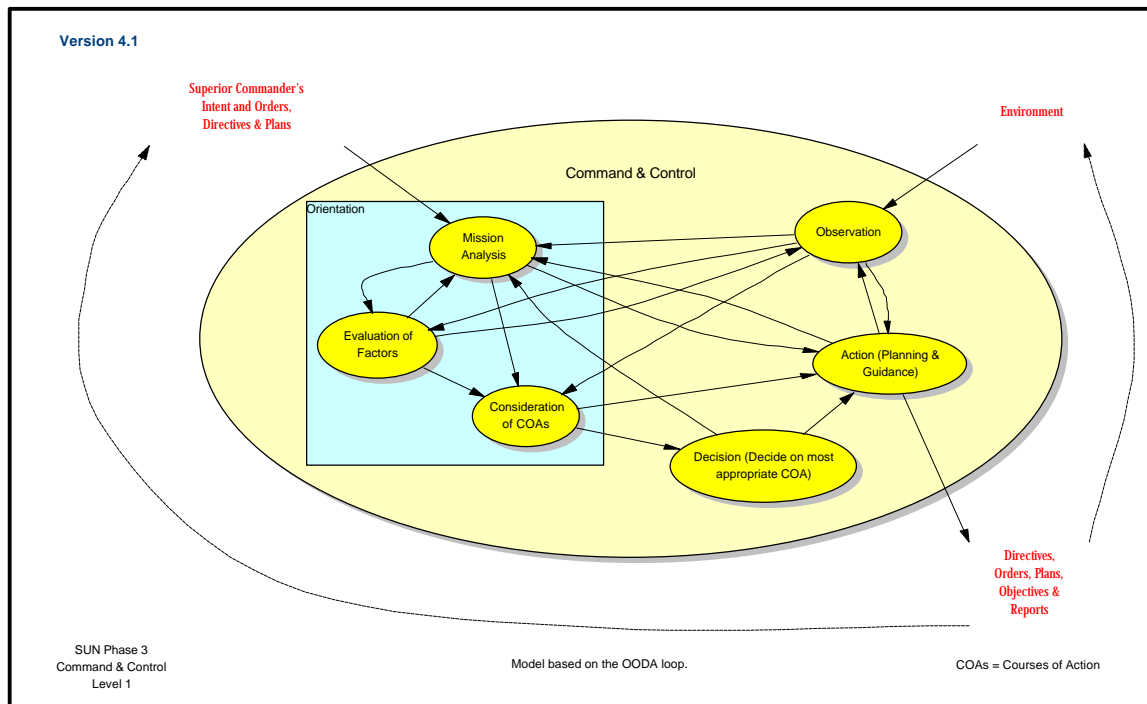 Version 4.1
Superior Commander's
Intent and Orders,
Directives & Plans
Environment
Command & Control
Orientation
Mission
Analysis
Observation
Evaluation of
Factors
Action (Planning &
Guidance)
Consideration
of COAs
Decision (Decide on most
appropriate COA)
Directives,
Orders, Plans,
Objectives &
Reports
SUN Phase 3
Command & Control
Level 1
Model based on the OODA loop.
COAs = Courses of Action